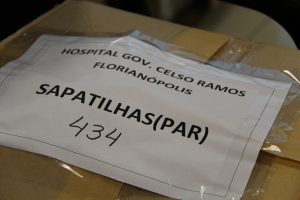 HOSPITAL GOV. CELSO RAMOS
FLORIANÓPOLIS
SAPATILHAS(PAR)
434